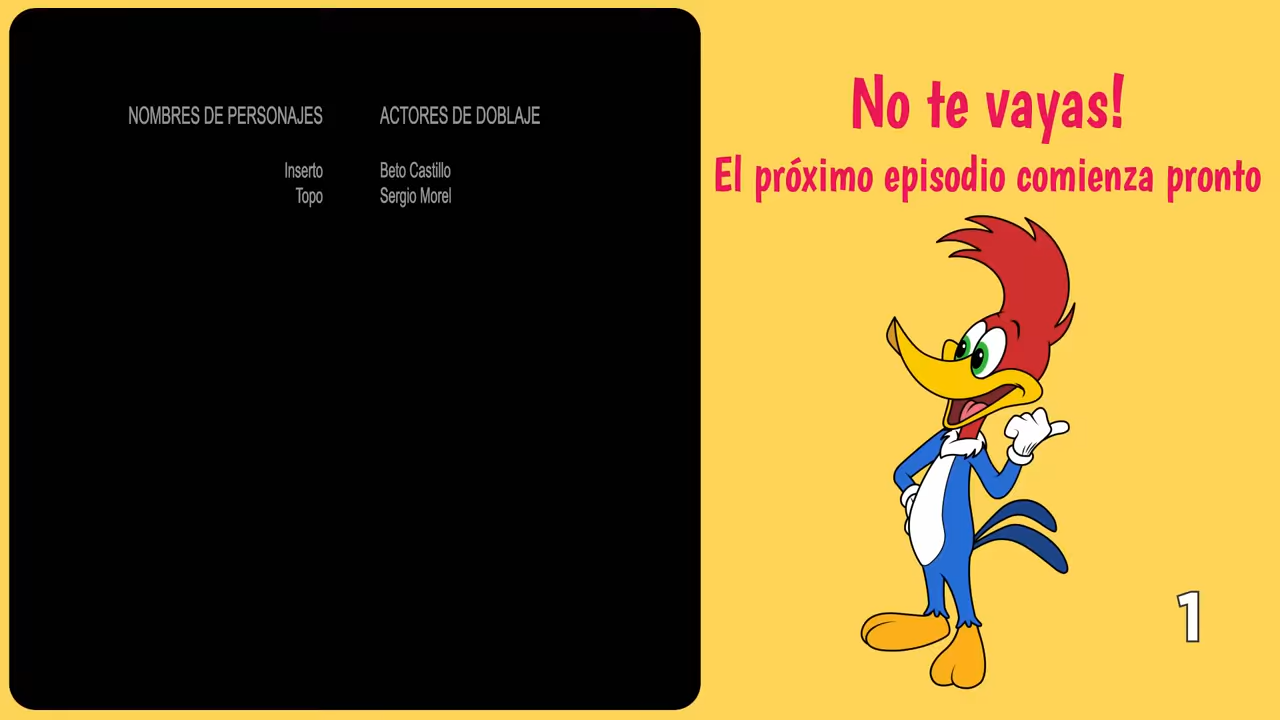 NOMBRES DE PERSONAJES ACTORES DE DOBLAJE
Inserto Beto Castillo
Topo Sergio Morel
No te vayas!
El próximo episodio comienza pronto
1